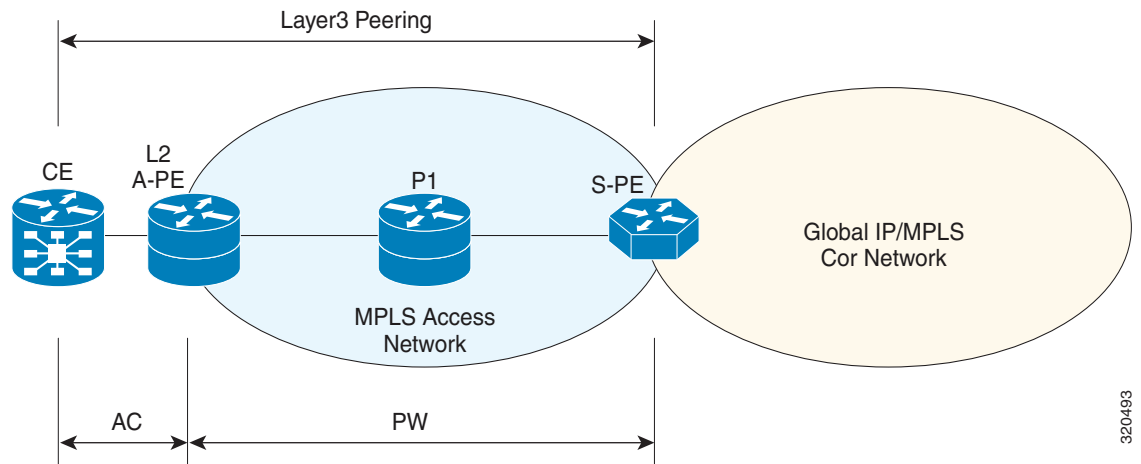 Layer3 Peering
CE
L2
A-PE
P1
S-PE
Global IP/MPLS
Cor Network
MPLS Access
Network
AC
PW
320493